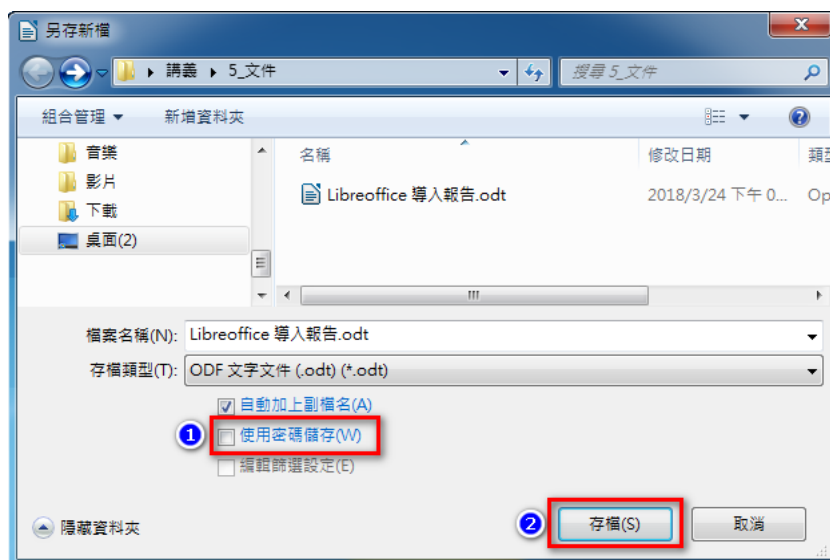 另存新檔
講義 5_文件
搜尋 5_文件
組合管理 新增資料夾
音樂
影片
下載
桌面(2)
名稱 修改日期
Libreoffice 導入報告.odt 2018/3/24 下午 0... Op
檔案名稱(N): Libreoffice 導入報告.odt
存檔類型(T): ODF 文字文件 (.odt) (*.odt)
自動加上副檔名(A)
1 使用密碼儲存(W)
編輯篩選設定(E)
隱藏資料夾 2 存檔(S) 取消